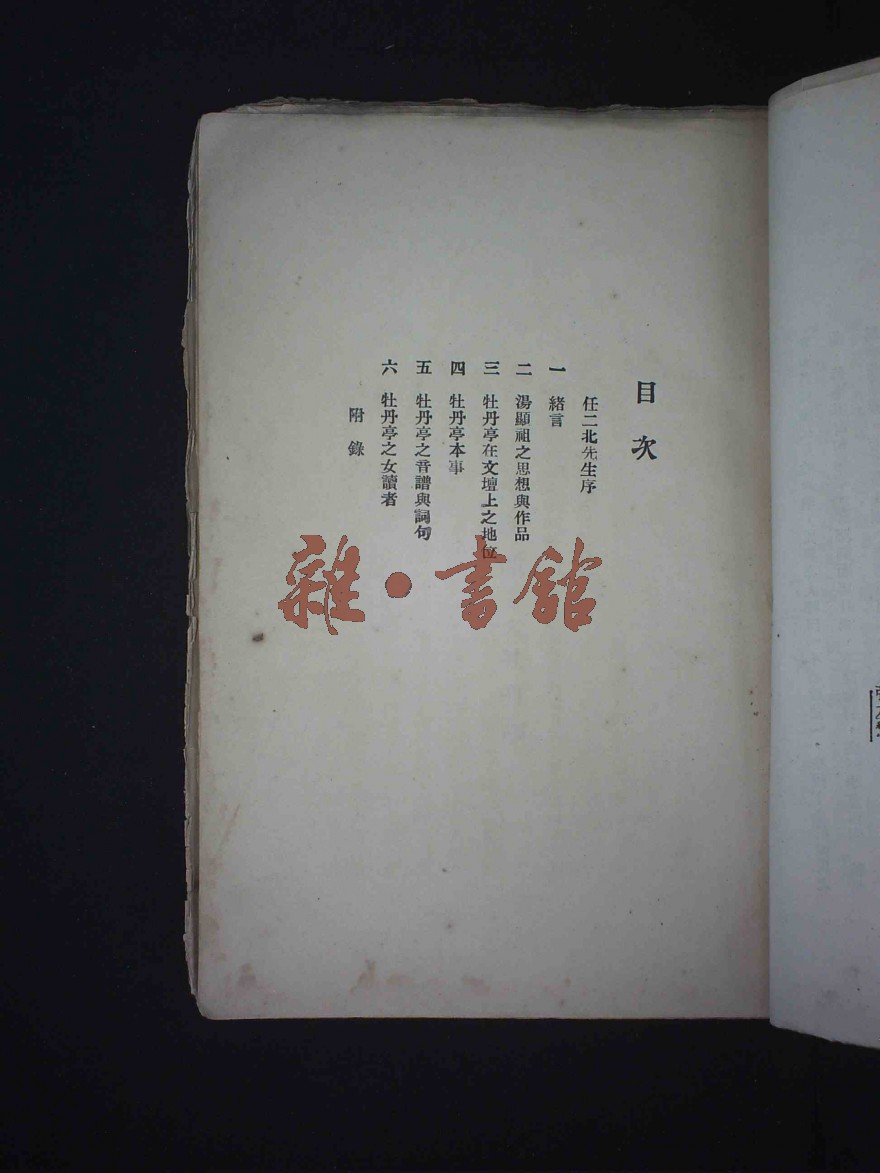 目次
任二北先生序
一 緒言
二 湯顯祖之思想與作品
三 牡丹亭在文壇上之地位
四 牡丹亭本事
五 牡丹亭之音譜與詞句
六 牡丹亭之女讀者
附錄
雜·書館